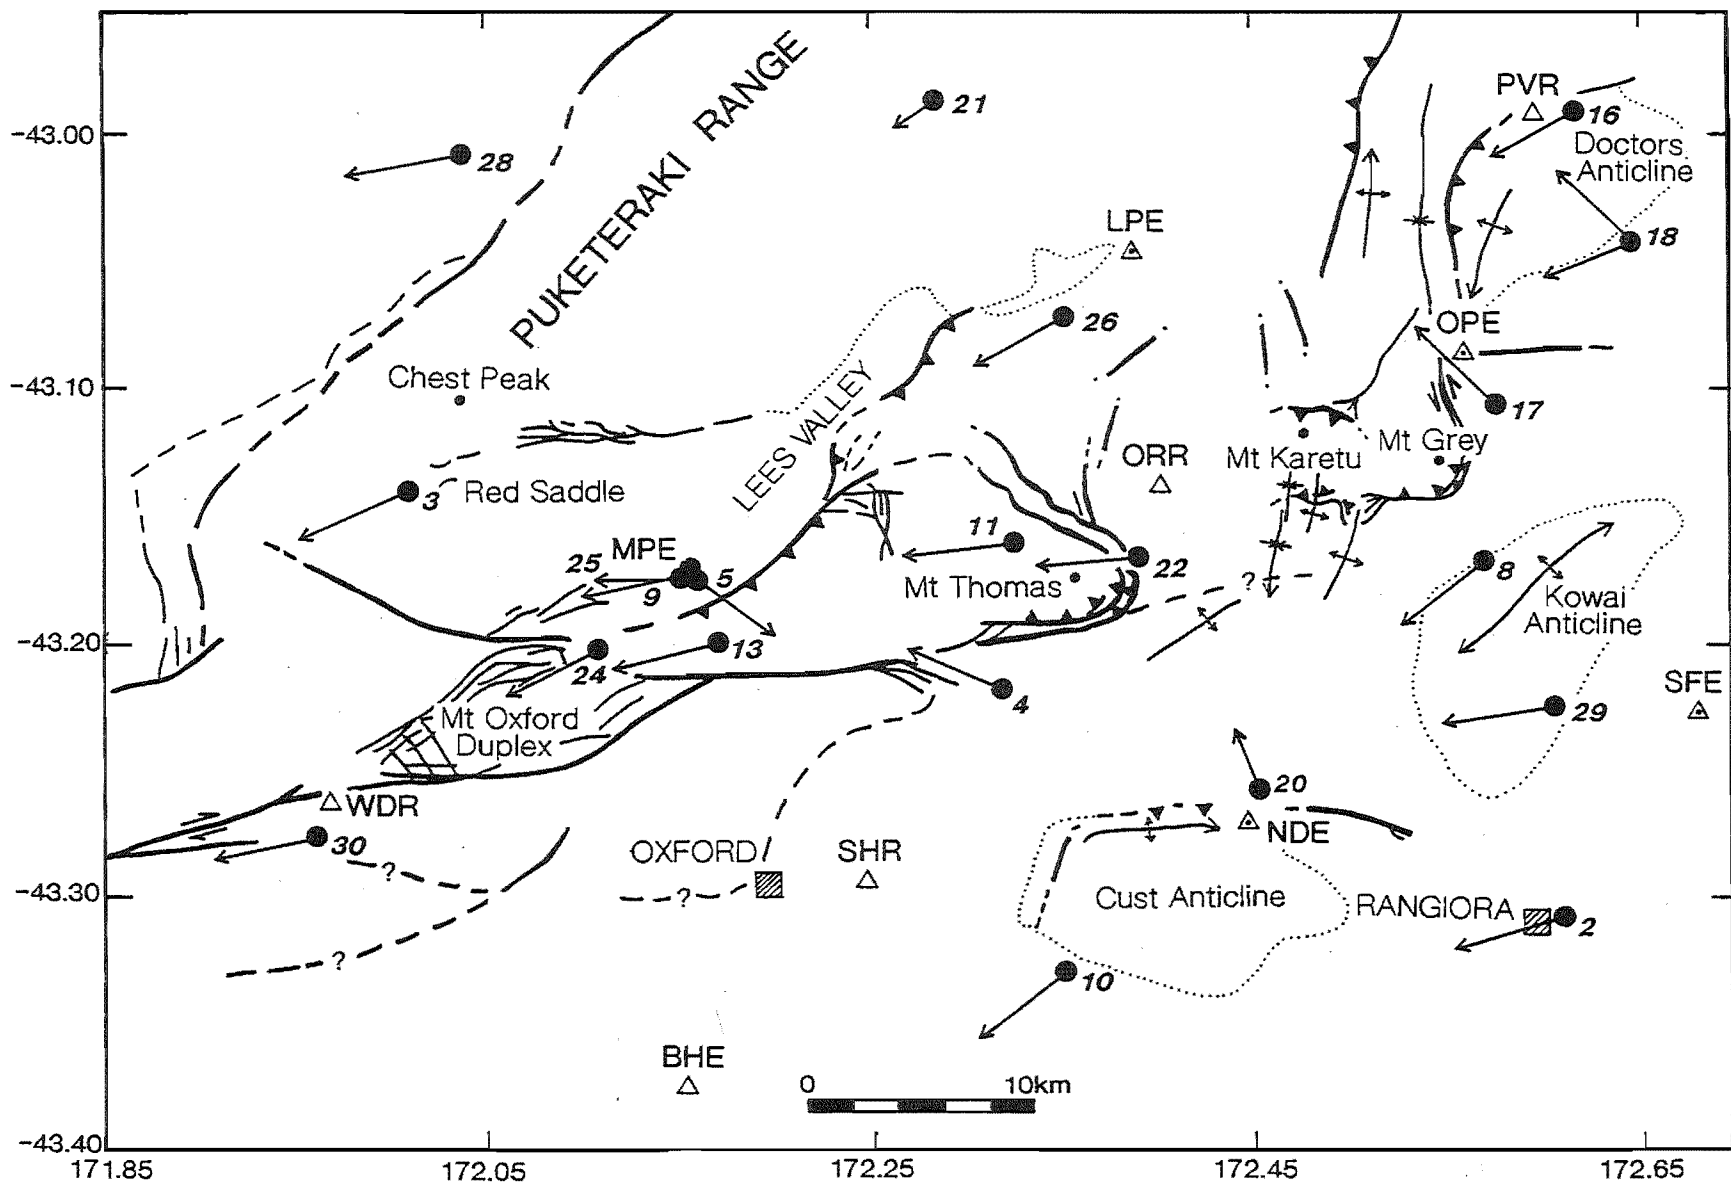 PVR
16
-43.00
21
Doctors
Anticline
28
PUKETERAKI RANGE
LPE
18
26
OPE
-43.10
Chest Peak
17
LEES VALLEY
ORR
Mt Karetu
Mt Grey
3
Red Saddle
11
25
MPE
5
9
Mt Thomas
22
?
8
Kowai
Anticline
-43.20
13
24
4
SFE
29
Mt Oxford
Duplex
20
WDR
NDE
30
OXFORD
SHR
?
?
Cust Anticline
RANGIORA
2
-43.30
?
10
BHE
0
10km
-43.40
171.85
172.05
172.25
172.45
172.65